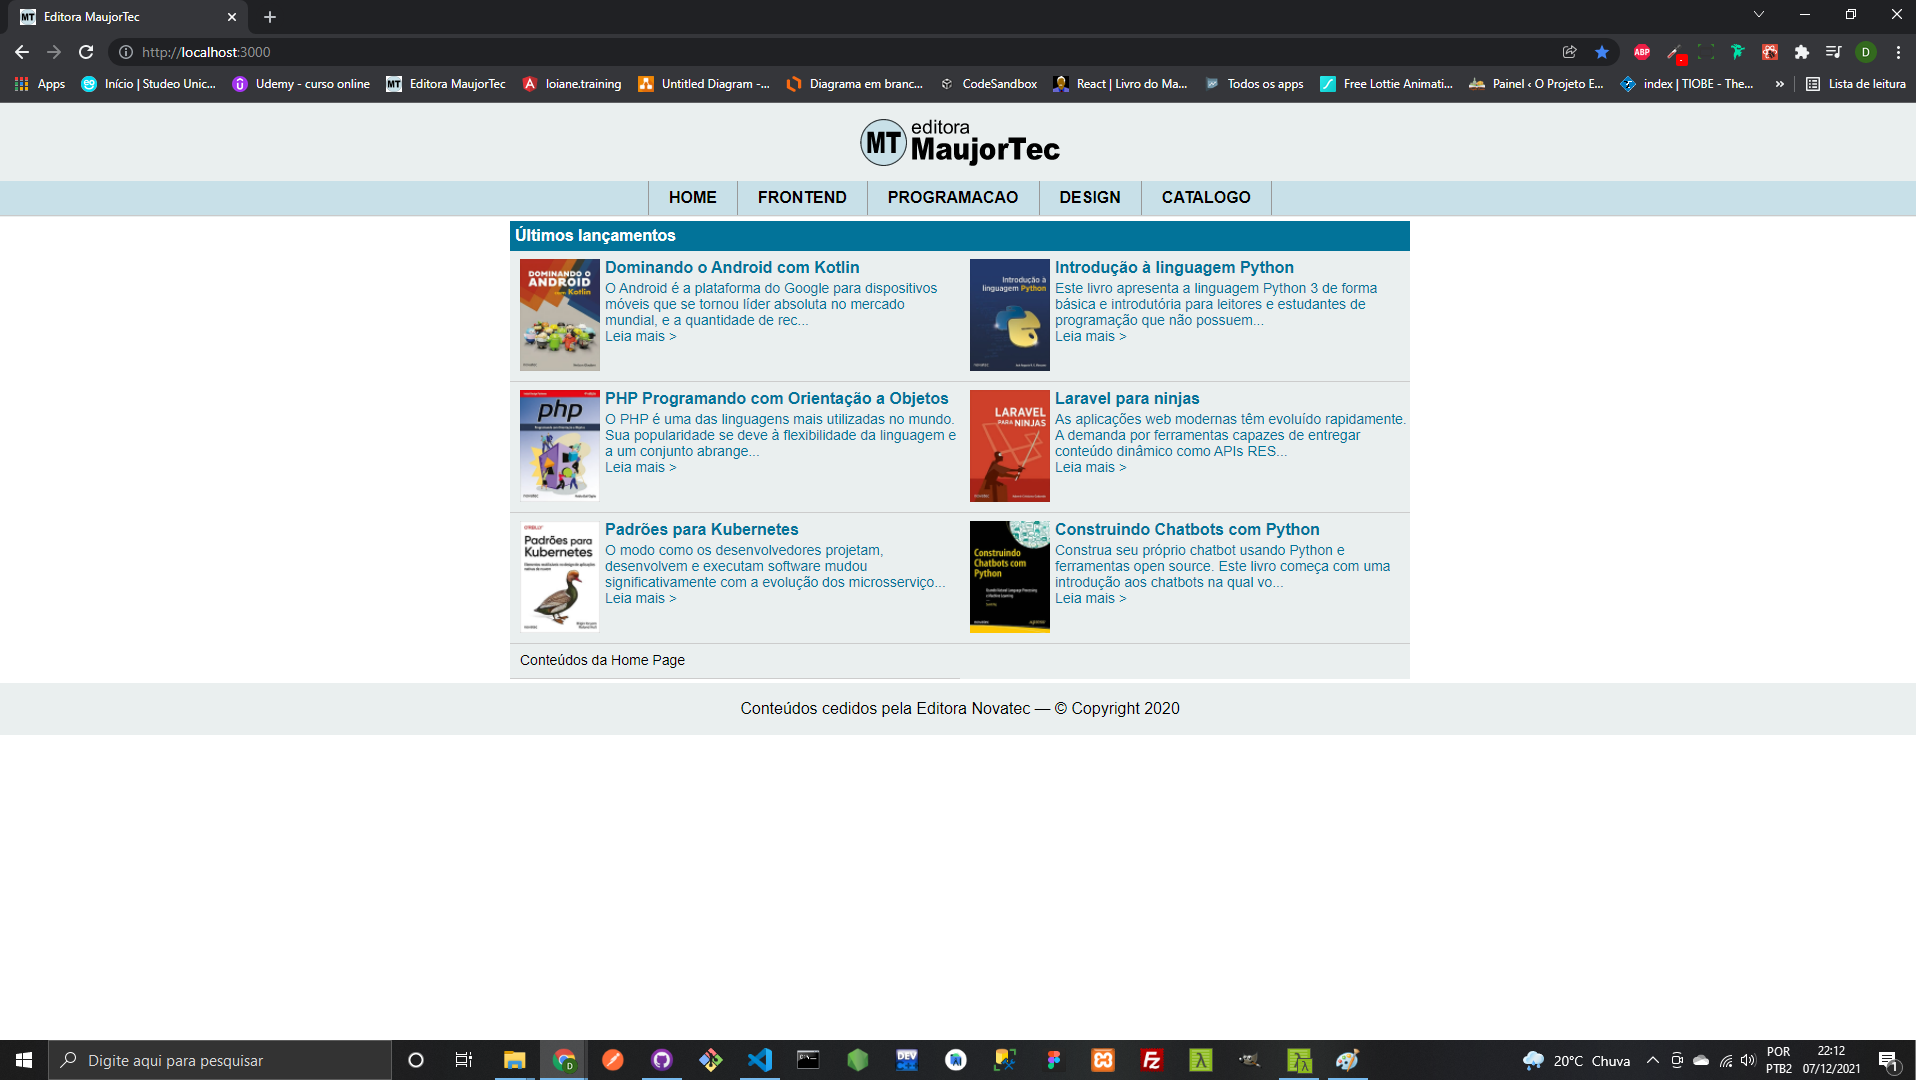 MT Editora MaujorTec
http://localhost:3000
ABP
D
Apps
Início | Studeo Unic...
Udemy - curso online
MT Editora MaujorTec
loiane.training
Untitled Diagram -...
Diagrama em branc...
CodeSandbox
React | Livro do Ma...
Todos os apps
Free Lottie Animati...
Painel ‹ O Projeto E...
index | TIOBE - The...
»
Lista de leitura
MT editora
MaujorTec
HOME
FRONTEND
PROGRAMACAO
DESIGN
CATALOGO
Últimos lançamentos
DOMINANDO O
ANDROID
com Kotlin
Dominando o Android com Kotlin
O Android é a plataforma do Google para dispositivos
móveis que se tornou líder absoluta no mercado
mundial, e a quantidade de rec...
Leia mais >
Introdução à
linguagem Python
Introdução à linguagem Python
Este livro apresenta a linguagem Python 3 de forma
básica e introdutória para leitores e estudantes de
programação que não possuem...
Leia mais >
php
PHP Programando com Orientação a Objetos
O PHP é uma das linguagens mais utilizadas no mundo.
Sua popularidade se deve à flexibilidade da linguagem e
a um conjunto abrange...
Leia mais >
LARAVEL
PARA NINJAS
Laravel para ninjas
As aplicações web modernas têm evoluído rapidamente.
A demanda por ferramentas capazes de entregar
conteúdo dinâmico como APIs RES...
Leia mais >
O'REILLY
Padrões para
Kubernetes
Padrões para Kubernetes
O modo como os desenvolvedores projetam,
desenvolvem e executam software mudou
significativamente com a evolução dos microsserviço...
Leia mais >
Construindo
Chatbots com
Python
Construindo Chatbots com Python
Construa seu próprio chatbot usando Python e
ferramentas open source. Este livro começa com uma
introdução aos chatbots na qual vo...
Leia mais >
Conteúdos da Home Page
Conteúdos cedidos pela Editora Novatec — © Copyright 2020
Digite aqui para pesquisar
D
DEV
Fz
20°C Chuva
POR
PTB2
22:12
07/12/2021
1